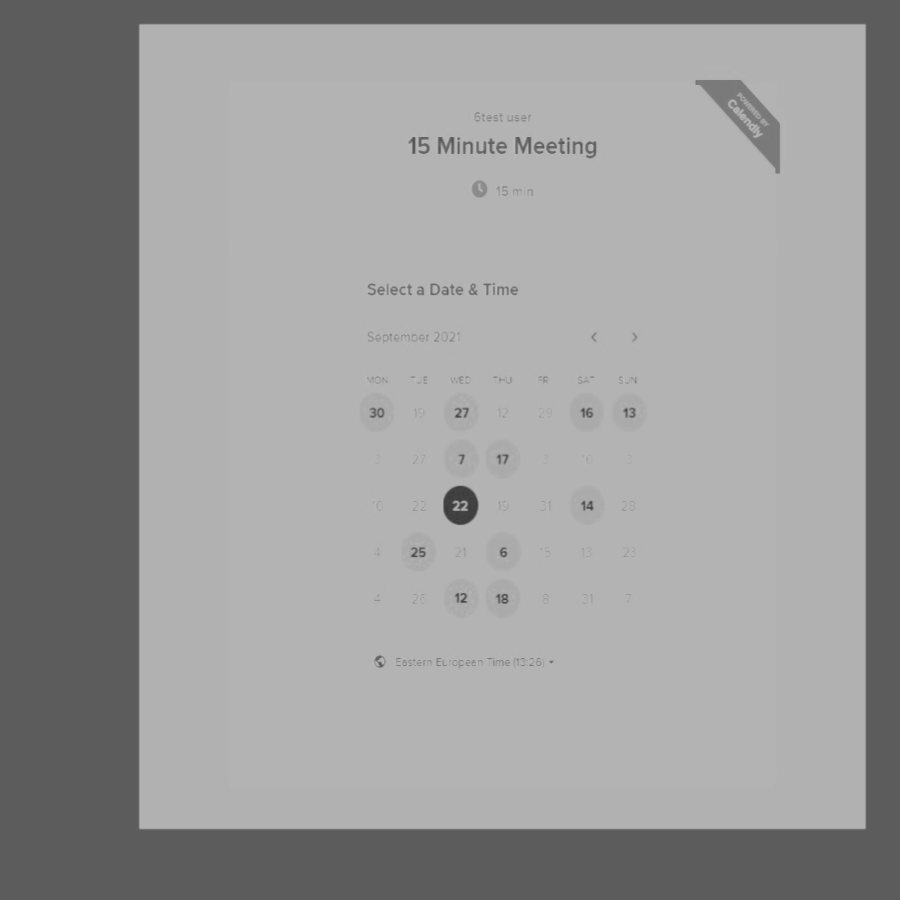 POWERED BY
Calendly
6test user
15 Minute Meeting
15 min
Select a Date & Time
September 2021
MON TUE WED THU FR SAT SUN
30 19 27 12 29 16 13
3 27 7 17 3 10 3
10 22 22 19 31 14 28
4 25 21 6 15 13 23
4 26 12 18 8 31 7
Eastern European Time (13:26)